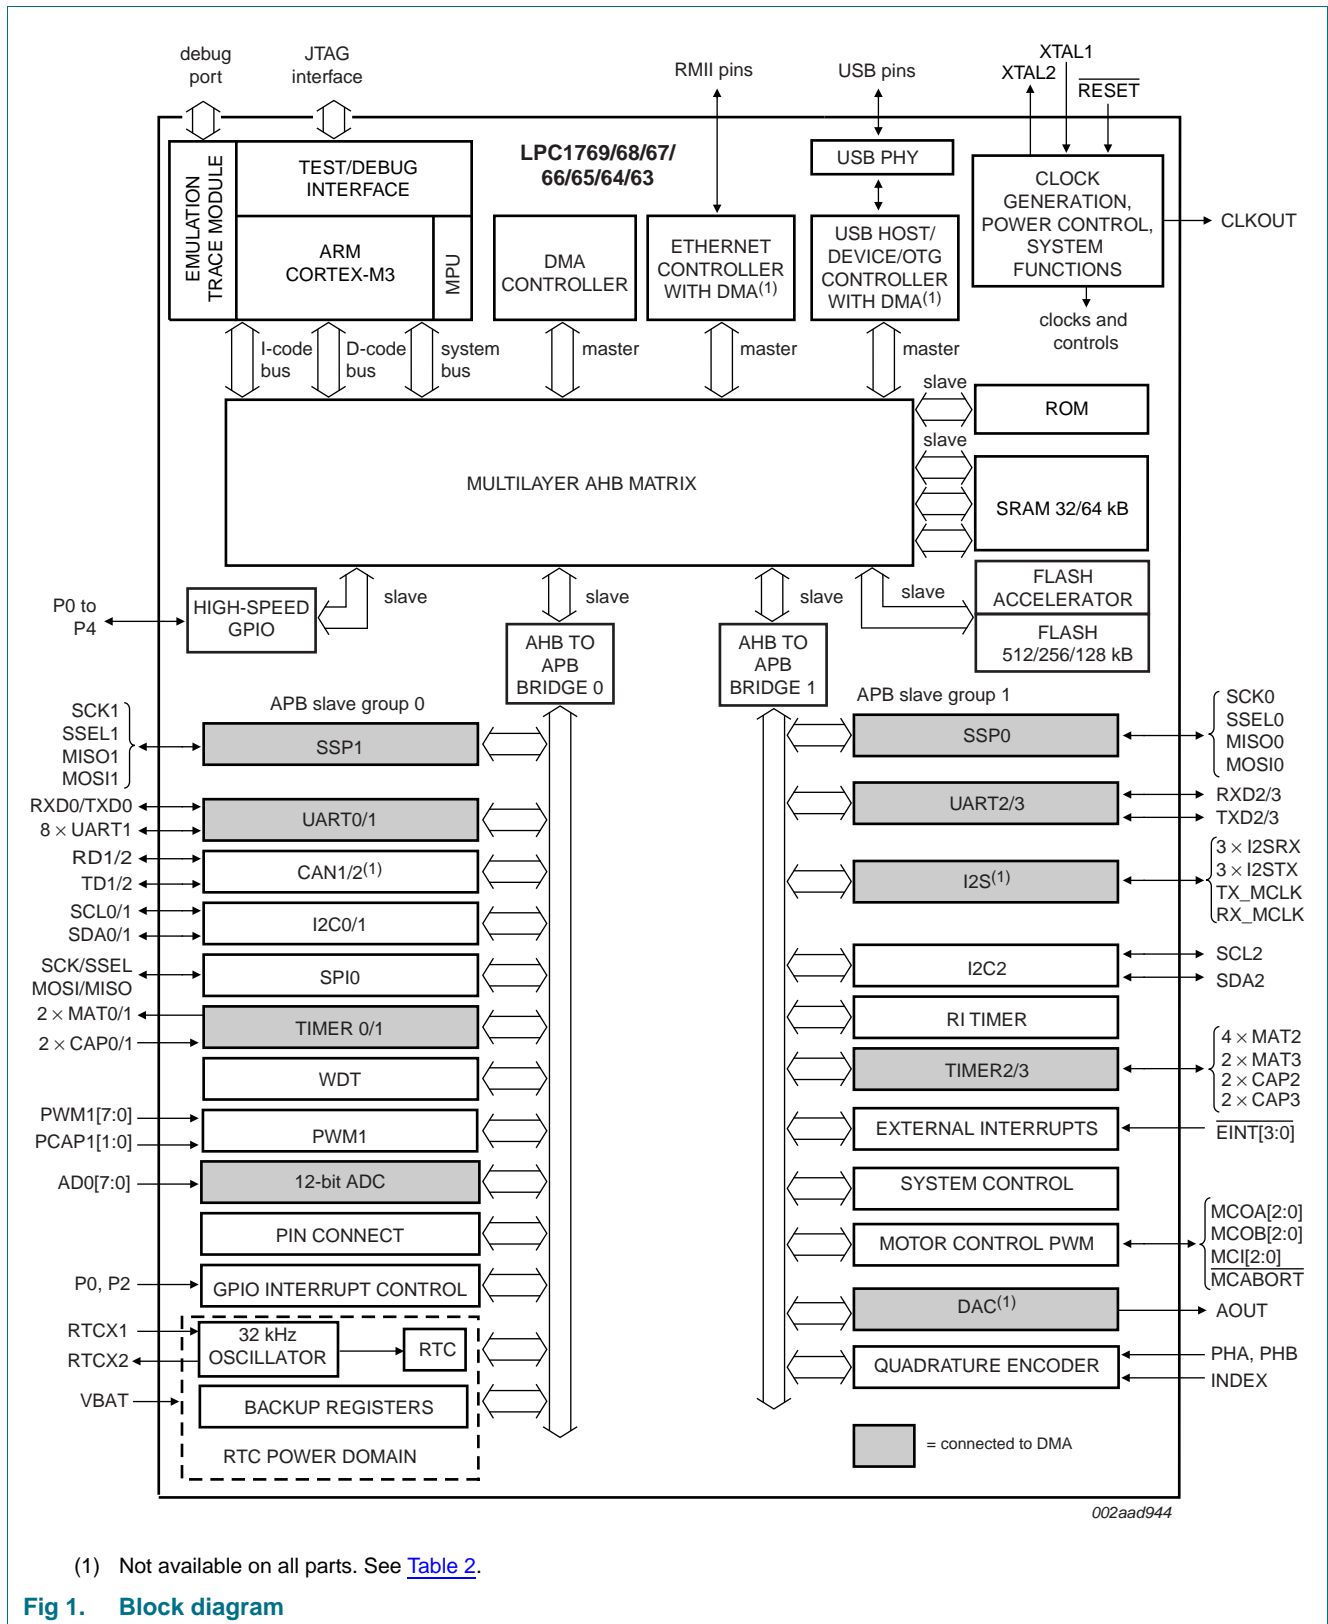 debug
port
JTAG
interface
RMII pins
USB pins
XTAL1
XTAL2
RESET
EMULATION
TRACE MODULE
TEST/DEBUG
INTERFACE
ARM
CORTEX-M3
MPU
LPC1769/68/67/
66/65/64/63
DMA
CONTROLLER
ETHERNET
CONTROLLER
WITH DMA(1)
USB PHY
USB HOST/
DEVICE/OTG
CONTROLLER
WITH DMA(1)
CLOCK
GENERATION,
POWER CONTROL,
SYSTEM
FUNCTIONS
CLKOUT
clocks and
controls
I-code
bus
D-code
bus
system
bus
master
master
master
slave
ROM
slave
SRAM 32/64 kB
MULTILAYER AHB MATRIX
P0 to
P4
HIGH-SPEED
GPIO
slave
slave
slave
slave
FLASH
ACCELERATOR
FLASH
512/256/128 kB
AHB TO
APB
BRIDGE 0
AHB TO
APB
BRIDGE 1
APB slave group 0
SCK1
SSEL1
MISO1
MOSI1
SSP1
RXD0/TXD0
8 × UART1
UART0/1
RD1/2
TD1/2
CAN1/2(1)
SCL0/1
SDA0/1
I2C0/1
SCK/SSEL
MOSI/MISO
SPI0
2 × MAT0/1
2 × CAP0/1
TIMER 0/1
WDT
PWM1[7:0]
PCAP1[1:0]
PWM1
AD0[7:0]
12-bit ADC
PIN CONNECT
P0, P2
GPIO INTERRUPT CONTROL
RTCX1
RTCX2
32 kHz
OSCILLATOR
RTC
VBAT
BACKUP REGISTERS
RTC POWER DOMAIN
APB slave group 1
SSP0
SCK0
SSEL0
MISO0
MOSI0
UART2/3
RXD2/3
TXD2/3
I2S(1)
3 × I2SRX
3 × I2STX
TX_MCLK
RX_MCLK
I2C2
SCL2
SDA2
RI TIMER
TIMER2/3
4 × MAT2
2 × MAT3
2 × CAP2
2 × CAP3
EXTERNAL INTERRUPTS
EINT[3:0]
SYSTEM CONTROL
MOTOR CONTROL PWM
MCOA[2:0]
MCOB[2:0]
MCI[2:0]
MCABORT
DAC(1)
AOUT
QUADRATURE ENCODER
PHA, PHB
INDEX
= connected to DMA
002aad944
(1) Not available on all parts. See Table 2.
Fig 1. Block diagram